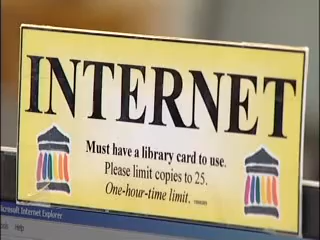 INTERNET
Must have a library card to use.
Please limit copies to 25.
One-hour-time limit.
Microsoft Internet Explorer
Help